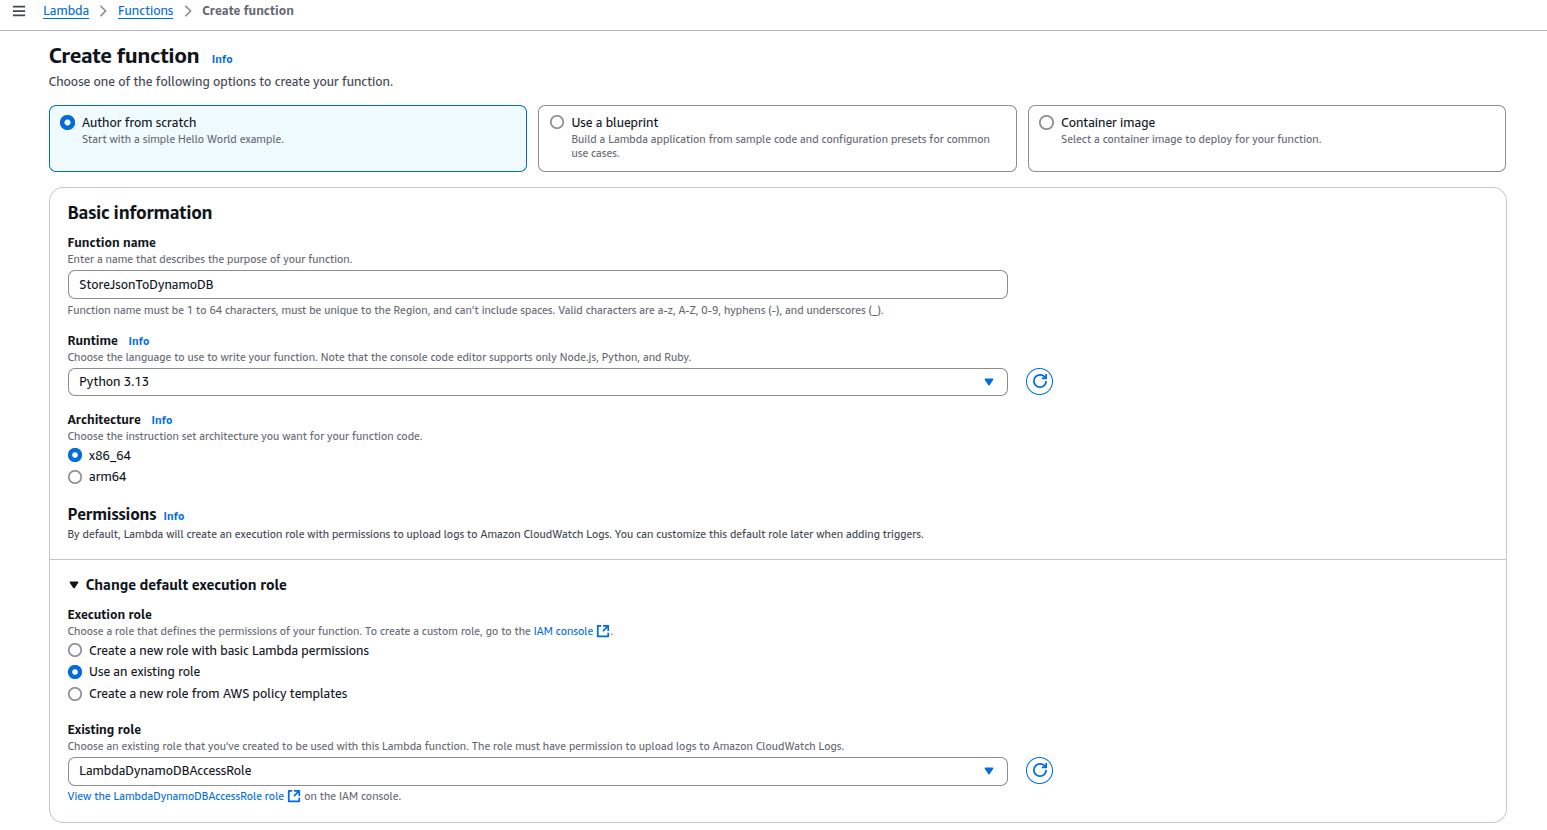 Lambda > Functions > Create function
Create function Info
Choose one of the following options to create your function.
Author from scratch
Start with a simple Hello World example.
Use a blueprint
Build a Lambda application from sample code and configuration presets for common
use cases.
Container image
Select a container image to deploy for your function.
Basic information
Function name
Enter a name that describes the purpose of your function.
StoreJsonToDynamoDB
Function name must be 1 to 64 characters, must be unique to the Region, and can't include spaces. Valid characters are a-z, A-Z, 0-9, hyphens (-), and underscores (_).
Runtime Info
Choose the language to use to write your function. Note that the console code editor supports only Node.js, Python, and Ruby.
Python 3.13
Architecture Info
Choose the instruction set architecture you want for your function code.
x86_64
arm64
Permissions Info
By default, Lambda will create an execution role with permissions to upload logs to Amazon CloudWatch Logs. You can customize this default role later when adding triggers.
Change default execution role
Execution role
Choose a role that defines the permissions of your function. To create a custom role, go to the IAM console.
Create a new role with basic Lambda permissions
Use an existing role
Create a new role from AWS policy templates
Existing role
Choose an existing role that you've created to be used with this Lambda function. The role must have permission to upload logs to Amazon CloudWatch Logs.
LambdaDynamoDBAccessRole
View the LambdaDynamoDBAccessRole role on the IAM console.